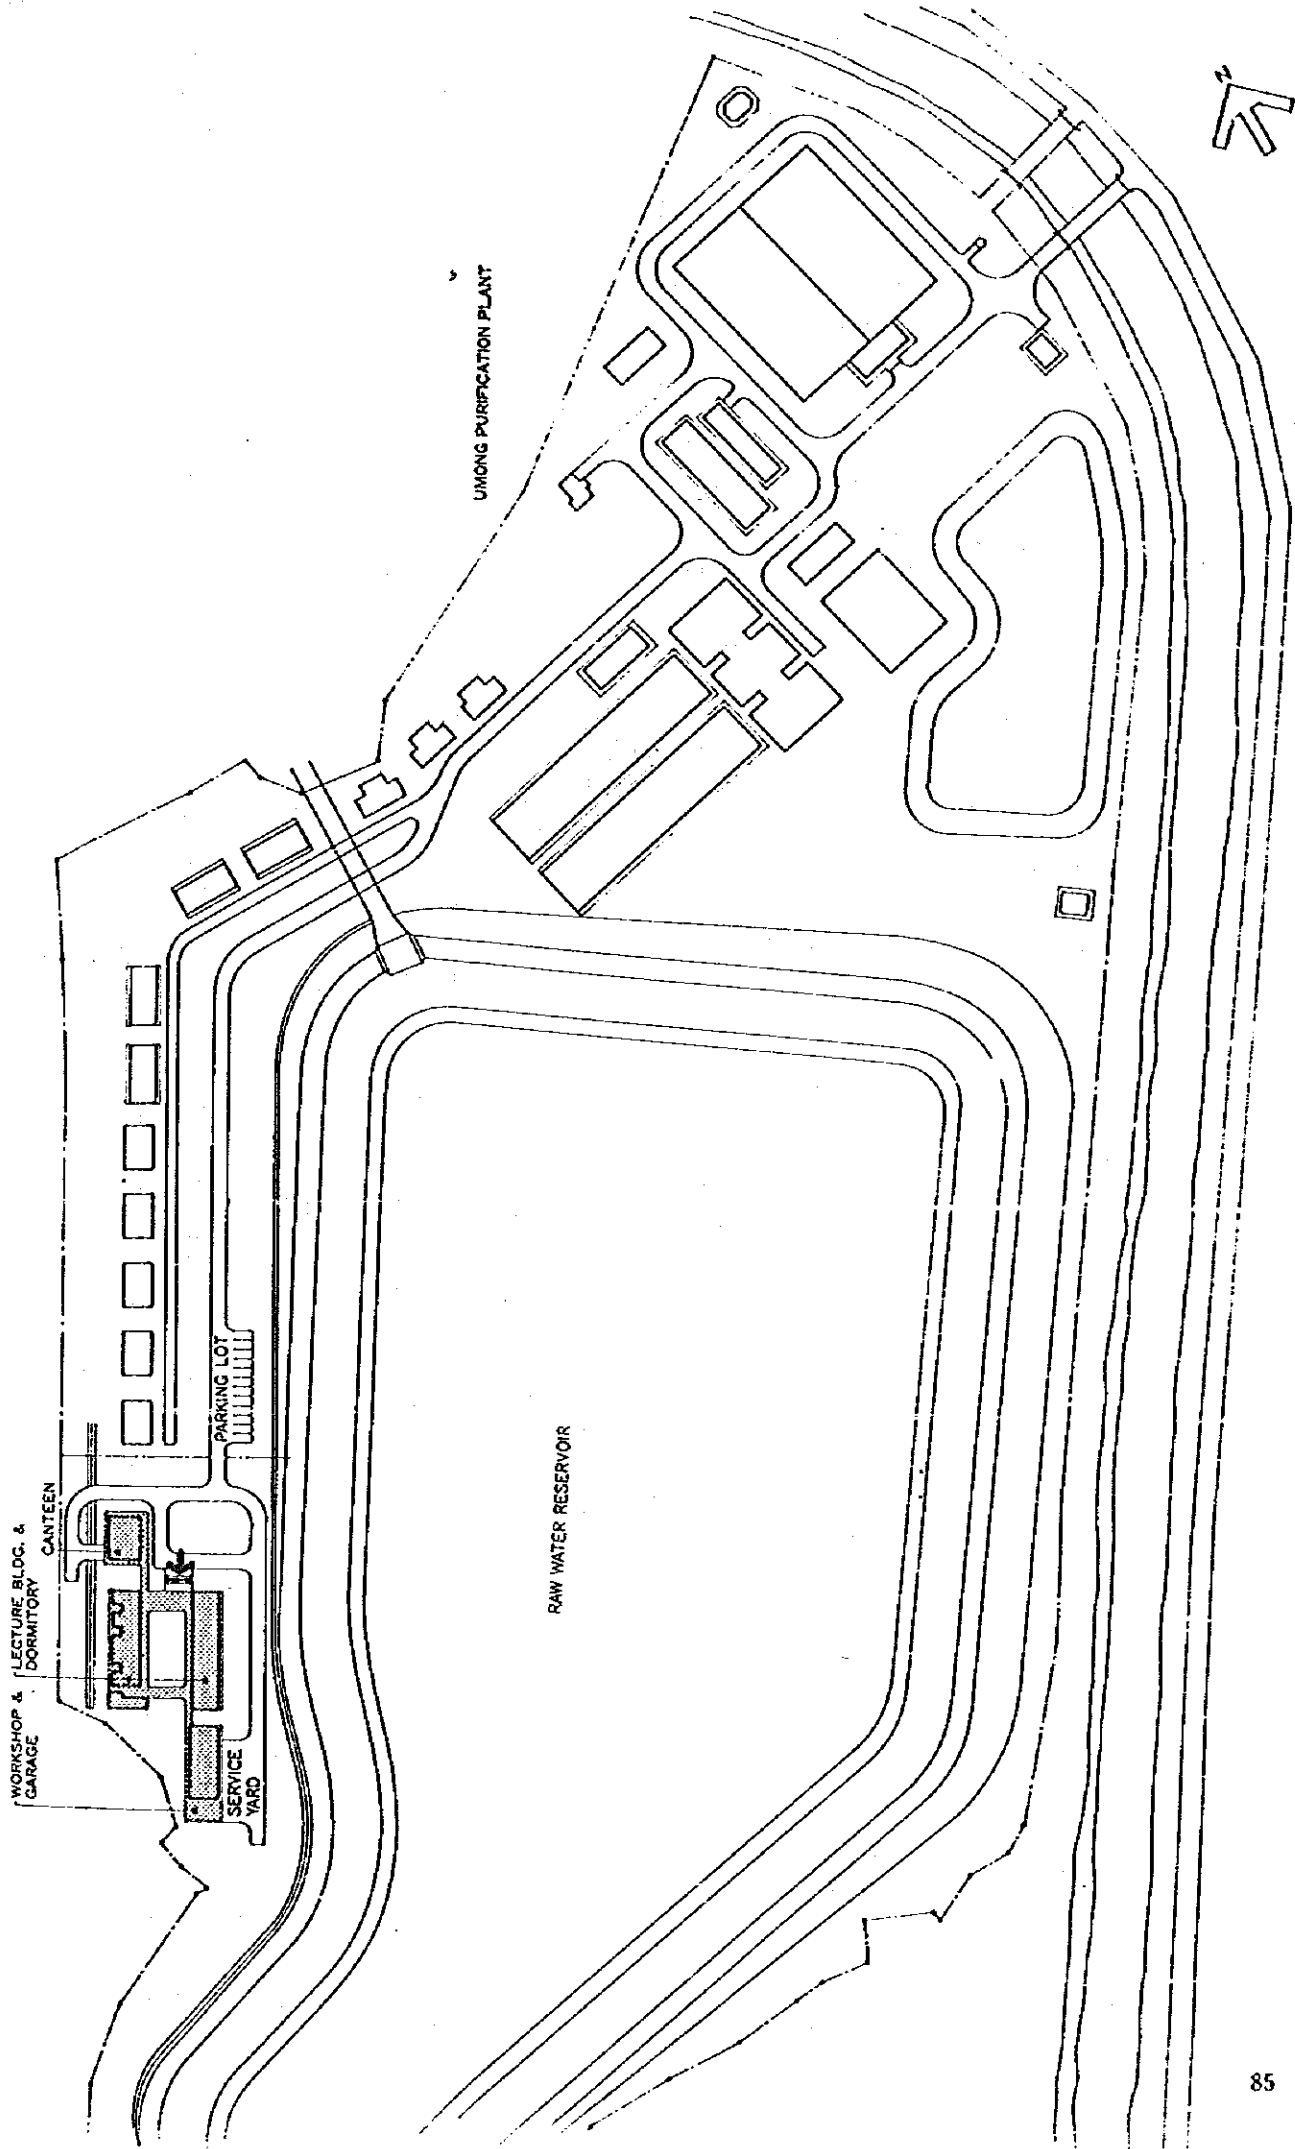 WORKSHOP &
GARAGE
LECTURE BLDG. &
DORMITORY
CANTEEN
SERVICE
YARD
PARKING LOT
RAW WATER RESERVOIR
UMONG PURIFICATION PLANT
N
85